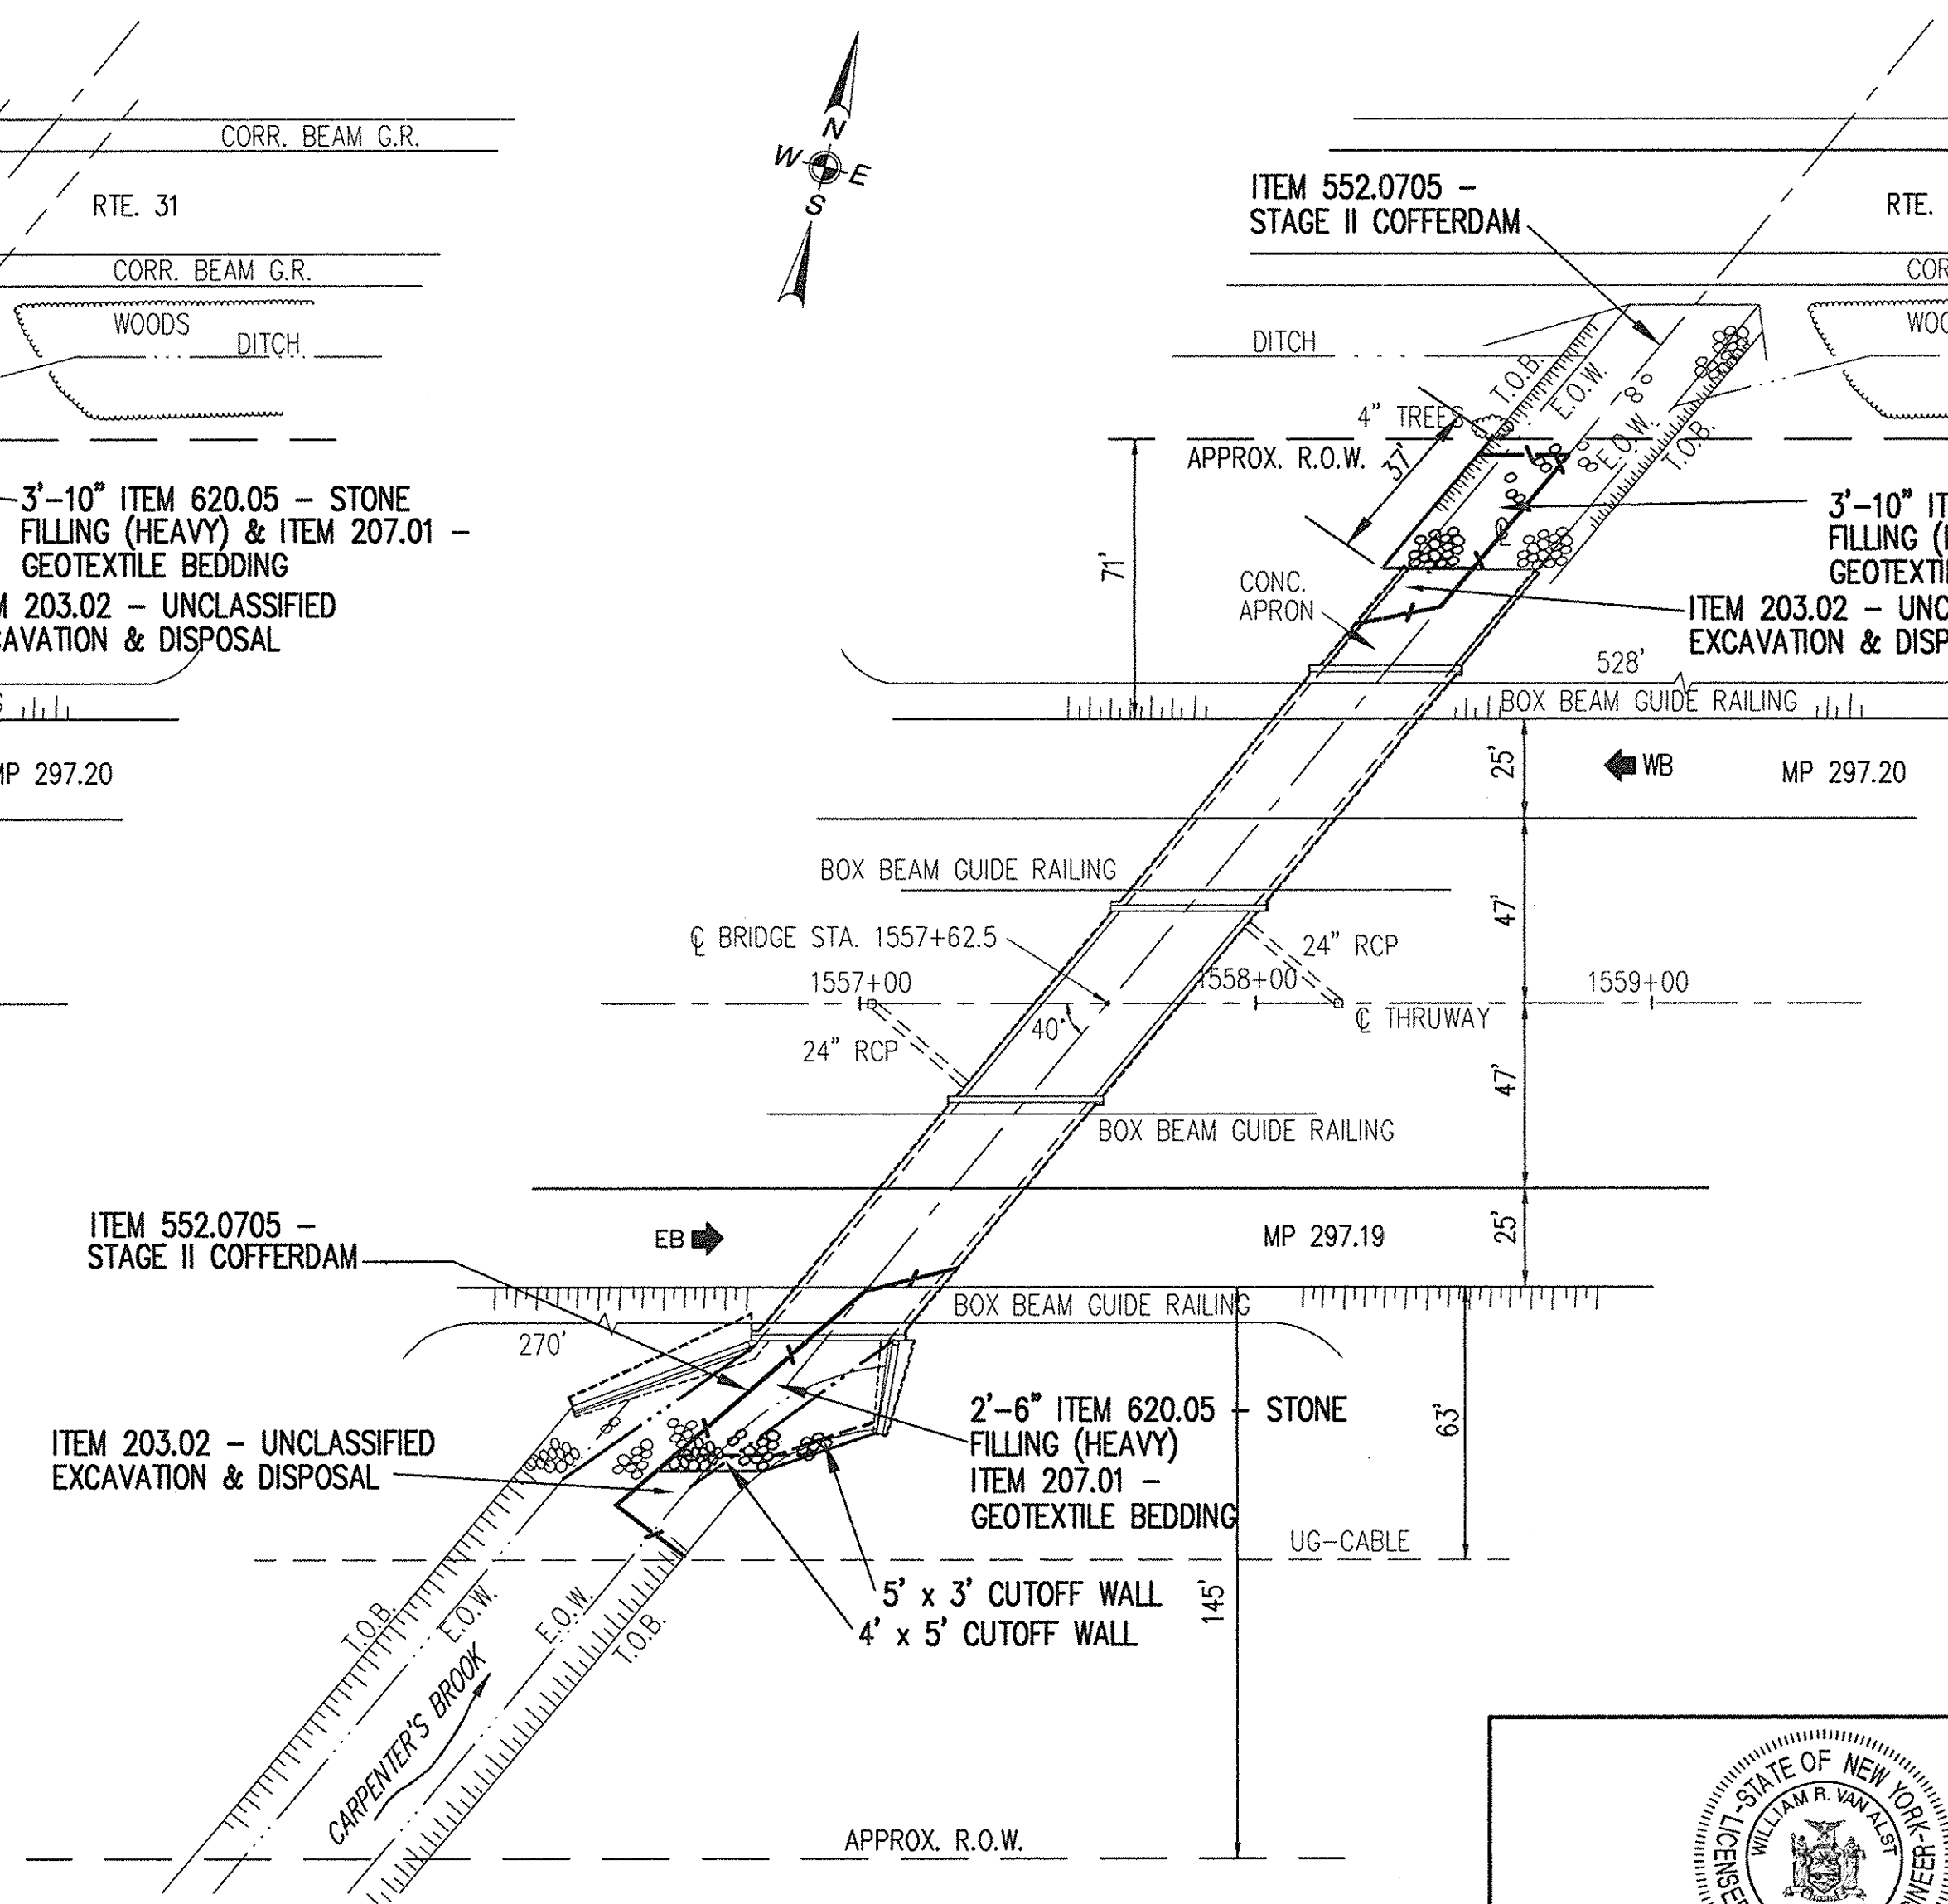 CORR. BEAM G.R.
RTE. 31
CORR. BEAM G.R.
WOODS
DITCH
3'-10" ITEM 620.05 – STONE
FILLING (HEAVY) & ITEM 207.01 –
GEOTEXTILE BEDDING
M 203.02 – UNCLASSIFIED
CAVATION & DISPOSAL
MP 297.20
N
W
E
S
ITEM 552.0705 –
STAGE II COFFERDAM
RTE.
COR
WOO
DITCH
T.O.B.
E.O.W.
E.O.W.
T.O.B.
4" TREES
APPROX. R.O.W.
37'
71'
3'-10" IT
FILLING (
GEOTEXTI
CONC.
APRON
ITEM 203.02 – UNC
EXCAVATION & DISP
528'
BOX BEAM GUIDE RAILING
25'
WB
MP 297.20
BOX BEAM GUIDE RAILING
47'
℄ BRIDGE STA. 1557+62.5
24" RCP
1557+00
1558+00
1559+00
40°
℄ THRUWAY
24" RCP
47'
BOX BEAM GUIDE RAILING
ITEM 552.0705 –
STAGE II COFFERDAM
EB
MP 297.19
25'
BOX BEAM GUIDE RAILING
270'
2'-6" ITEM 620.05 – STONE
FILLING (HEAVY)
ITEM 207.01 –
GEOTEXTILE BEDDING
63'
ITEM 203.02 – UNCLASSIFIED
EXCAVATION & DISPOSAL
UG-CABLE
5' x 3' CUTOFF WALL
4' x 5' CUTOFF WALL
145'
T.O.B.
E.O.W.
E.O.W.
T.O.B.
CARPENTER'S BROOK
APPROX. R.O.W.
STATE OF NEW YORK
WILLIAM R. VAN ALST